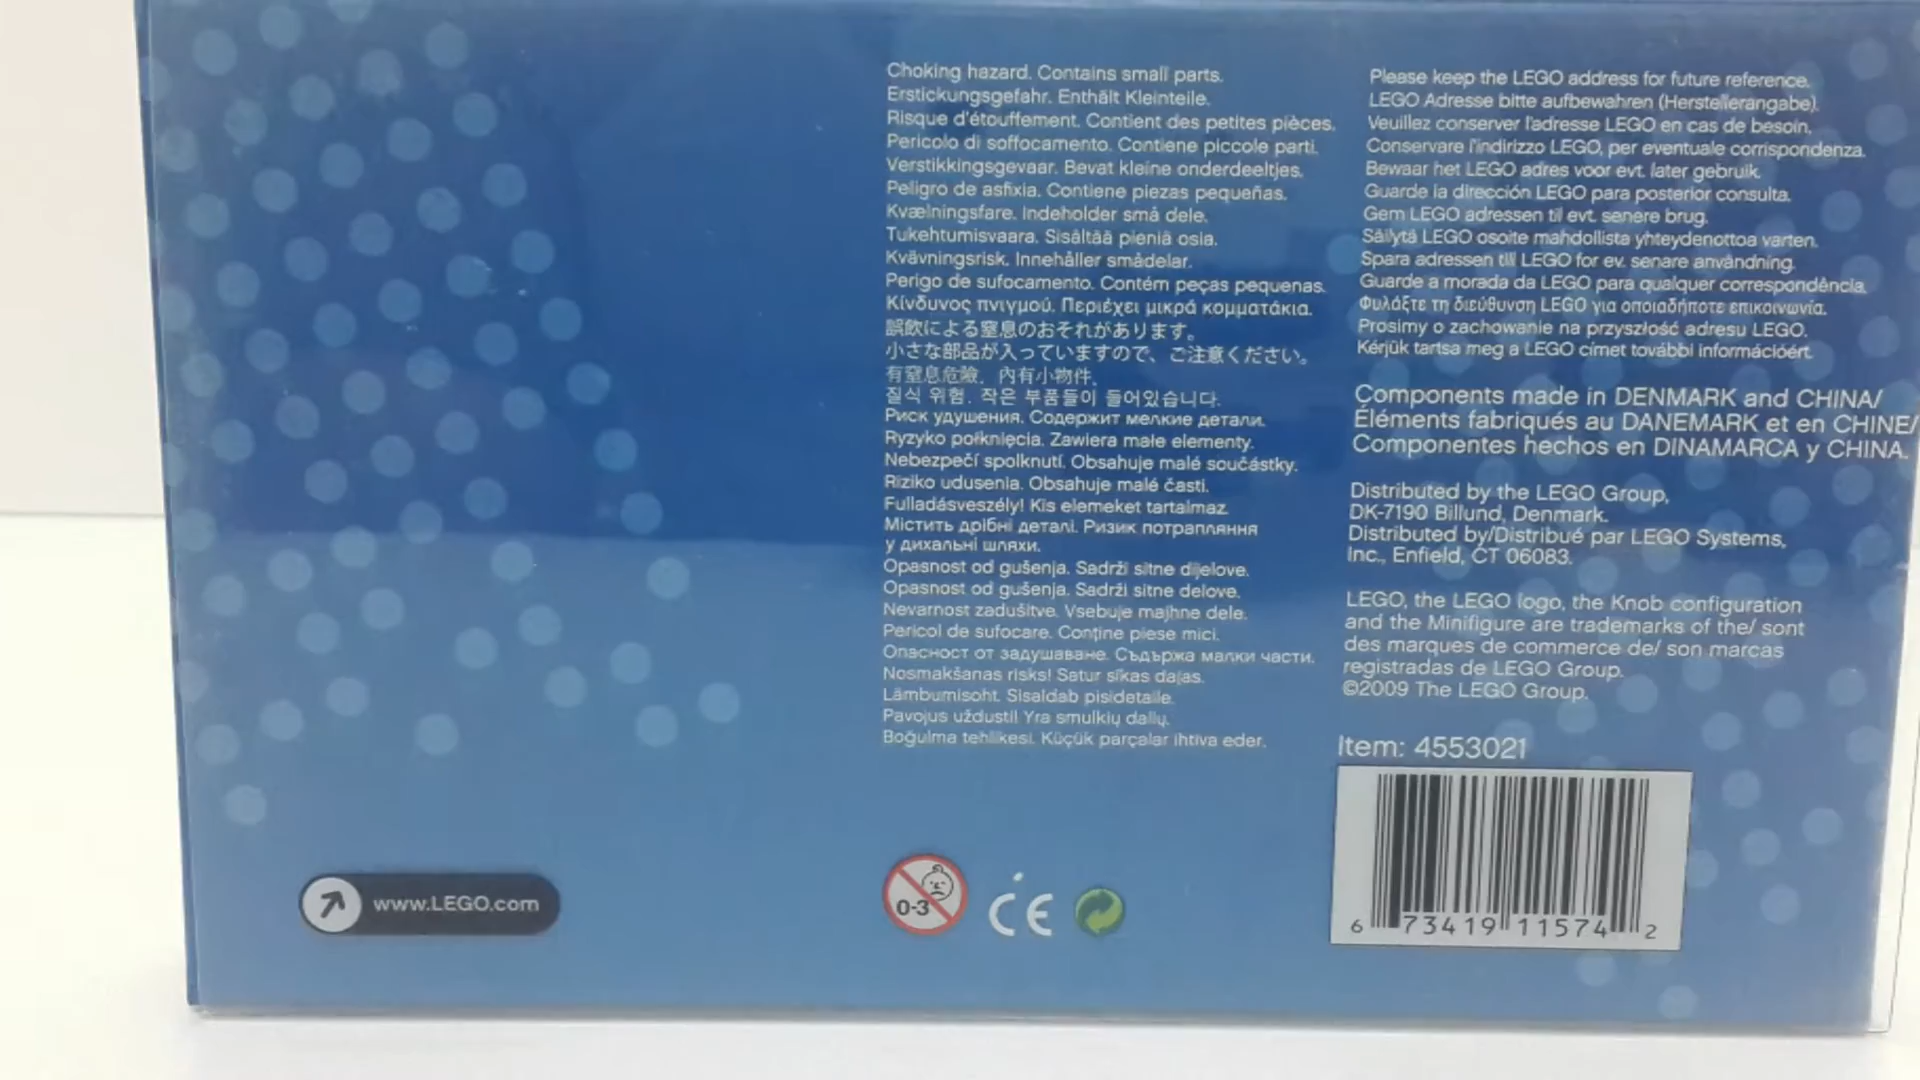 Choking hazard. Contains small parts.
Erstickungsgefahr. Enthält Kleinteile.
Risque d'étouffement. Contient des petites pièces.
Pericolo di soffocamento. Contiene piccole parti.
Verstikkingsgevaar. Bevat kleine onderdeeltjes.
Peligro de asfixia. Contiene piezas pequeñas.
Kvælningsfare. Indeholder små dele.
Tukehtumisvaara. Sisältää pieniä osia.
Kvävningsrisk. Innehåller smådelar.
Perigo de sufocamento. Contém peças pequenas.
Κίνδυνος πνιγμού. Περιέχει μικρά κομματάκια.
誤飲による窒息のおそれがあります。
小さな部品が入っていますので、ご注意ください。
有窒息危險．內有小物件．
질식 위험. 작은 부품들이 들어있습니다.
Риск удушения. Содержит мелкие детали.
Ryzyko połknięcia. Zawiera małe elementy.
Nebezpečí spolknutí. Obsahuje malé součástky.
Riziko udusenia. Obsahuje malé časti.
Fulladásveszély! Kis elemeket tartalmaz.
Містить дрібні деталі. Ризик потрапляння
у дихальні шляхи.
Opasnost od gušenja. Sadrži sitne dijelove.
Opasnost od gušenja. Sadrži sitne delove.
Nevarnost zadušitve. Vsebuje majhne dele.
Pericol de sufocare. Conţine piese mici.
Опасност от задушаване. Съдържа малки части.
Nosmakšanas risks! Satur sīkas daļas.
Lämbumisoht. Sisaldab pisidetaile.
Pavojus uždusti! Yra smulkių dalių.
Boğulma tehlikesi. Küçük parçalar ihtiva eder.
Please keep the LEGO address for future reference.
LEGO Adresse bitte aufbewahren (Herstellerangabe).
Veuillez conserver l'adresse LEGO en cas de besoin.
Conservare l'indirizzo LEGO, per eventuale corrispondenza.
Bewaar het LEGO adres voor evt. later gebruik.
Guarde la dirección LEGO para posterior consulta.
Gem LEGO adressen til evt. senere brug.
Säilytä LEGO osoite mahdollista yhteydenottoa varten.
Spara adressen till LEGO for ev. senare användning.
Guarde a morada da LEGO para qualquer correspondência.
Φυλάξτε τη διεύθυνση LEGO για οποιαδήποτε επικοινωνία.
Prosimy o zachowanie na przyszłość adresu LEGO.
Kérjük tartsa meg a LEGO címet további információért.
Components made in DENMARK and CHINA/
Éléments fabriqués au DANEMARK et en CHINE/
Componentes hechos en DINAMARCA y CHINA.
Distributed by the LEGO Group,
DK-7190 Billund, Denmark.
Distributed by/Distribué par LEGO Systems,
Inc., Enfield, CT 06083.
LEGO, the LEGO logo, the Knob configuration
and the Minifigure are trademarks of the/ sont
des marques de commerce de/ son marcas
registradas de LEGO Group.
©2009 The LEGO Group.
Item: 4553021
6 73419 11574 2
www.LEGO.com
0-3
CE